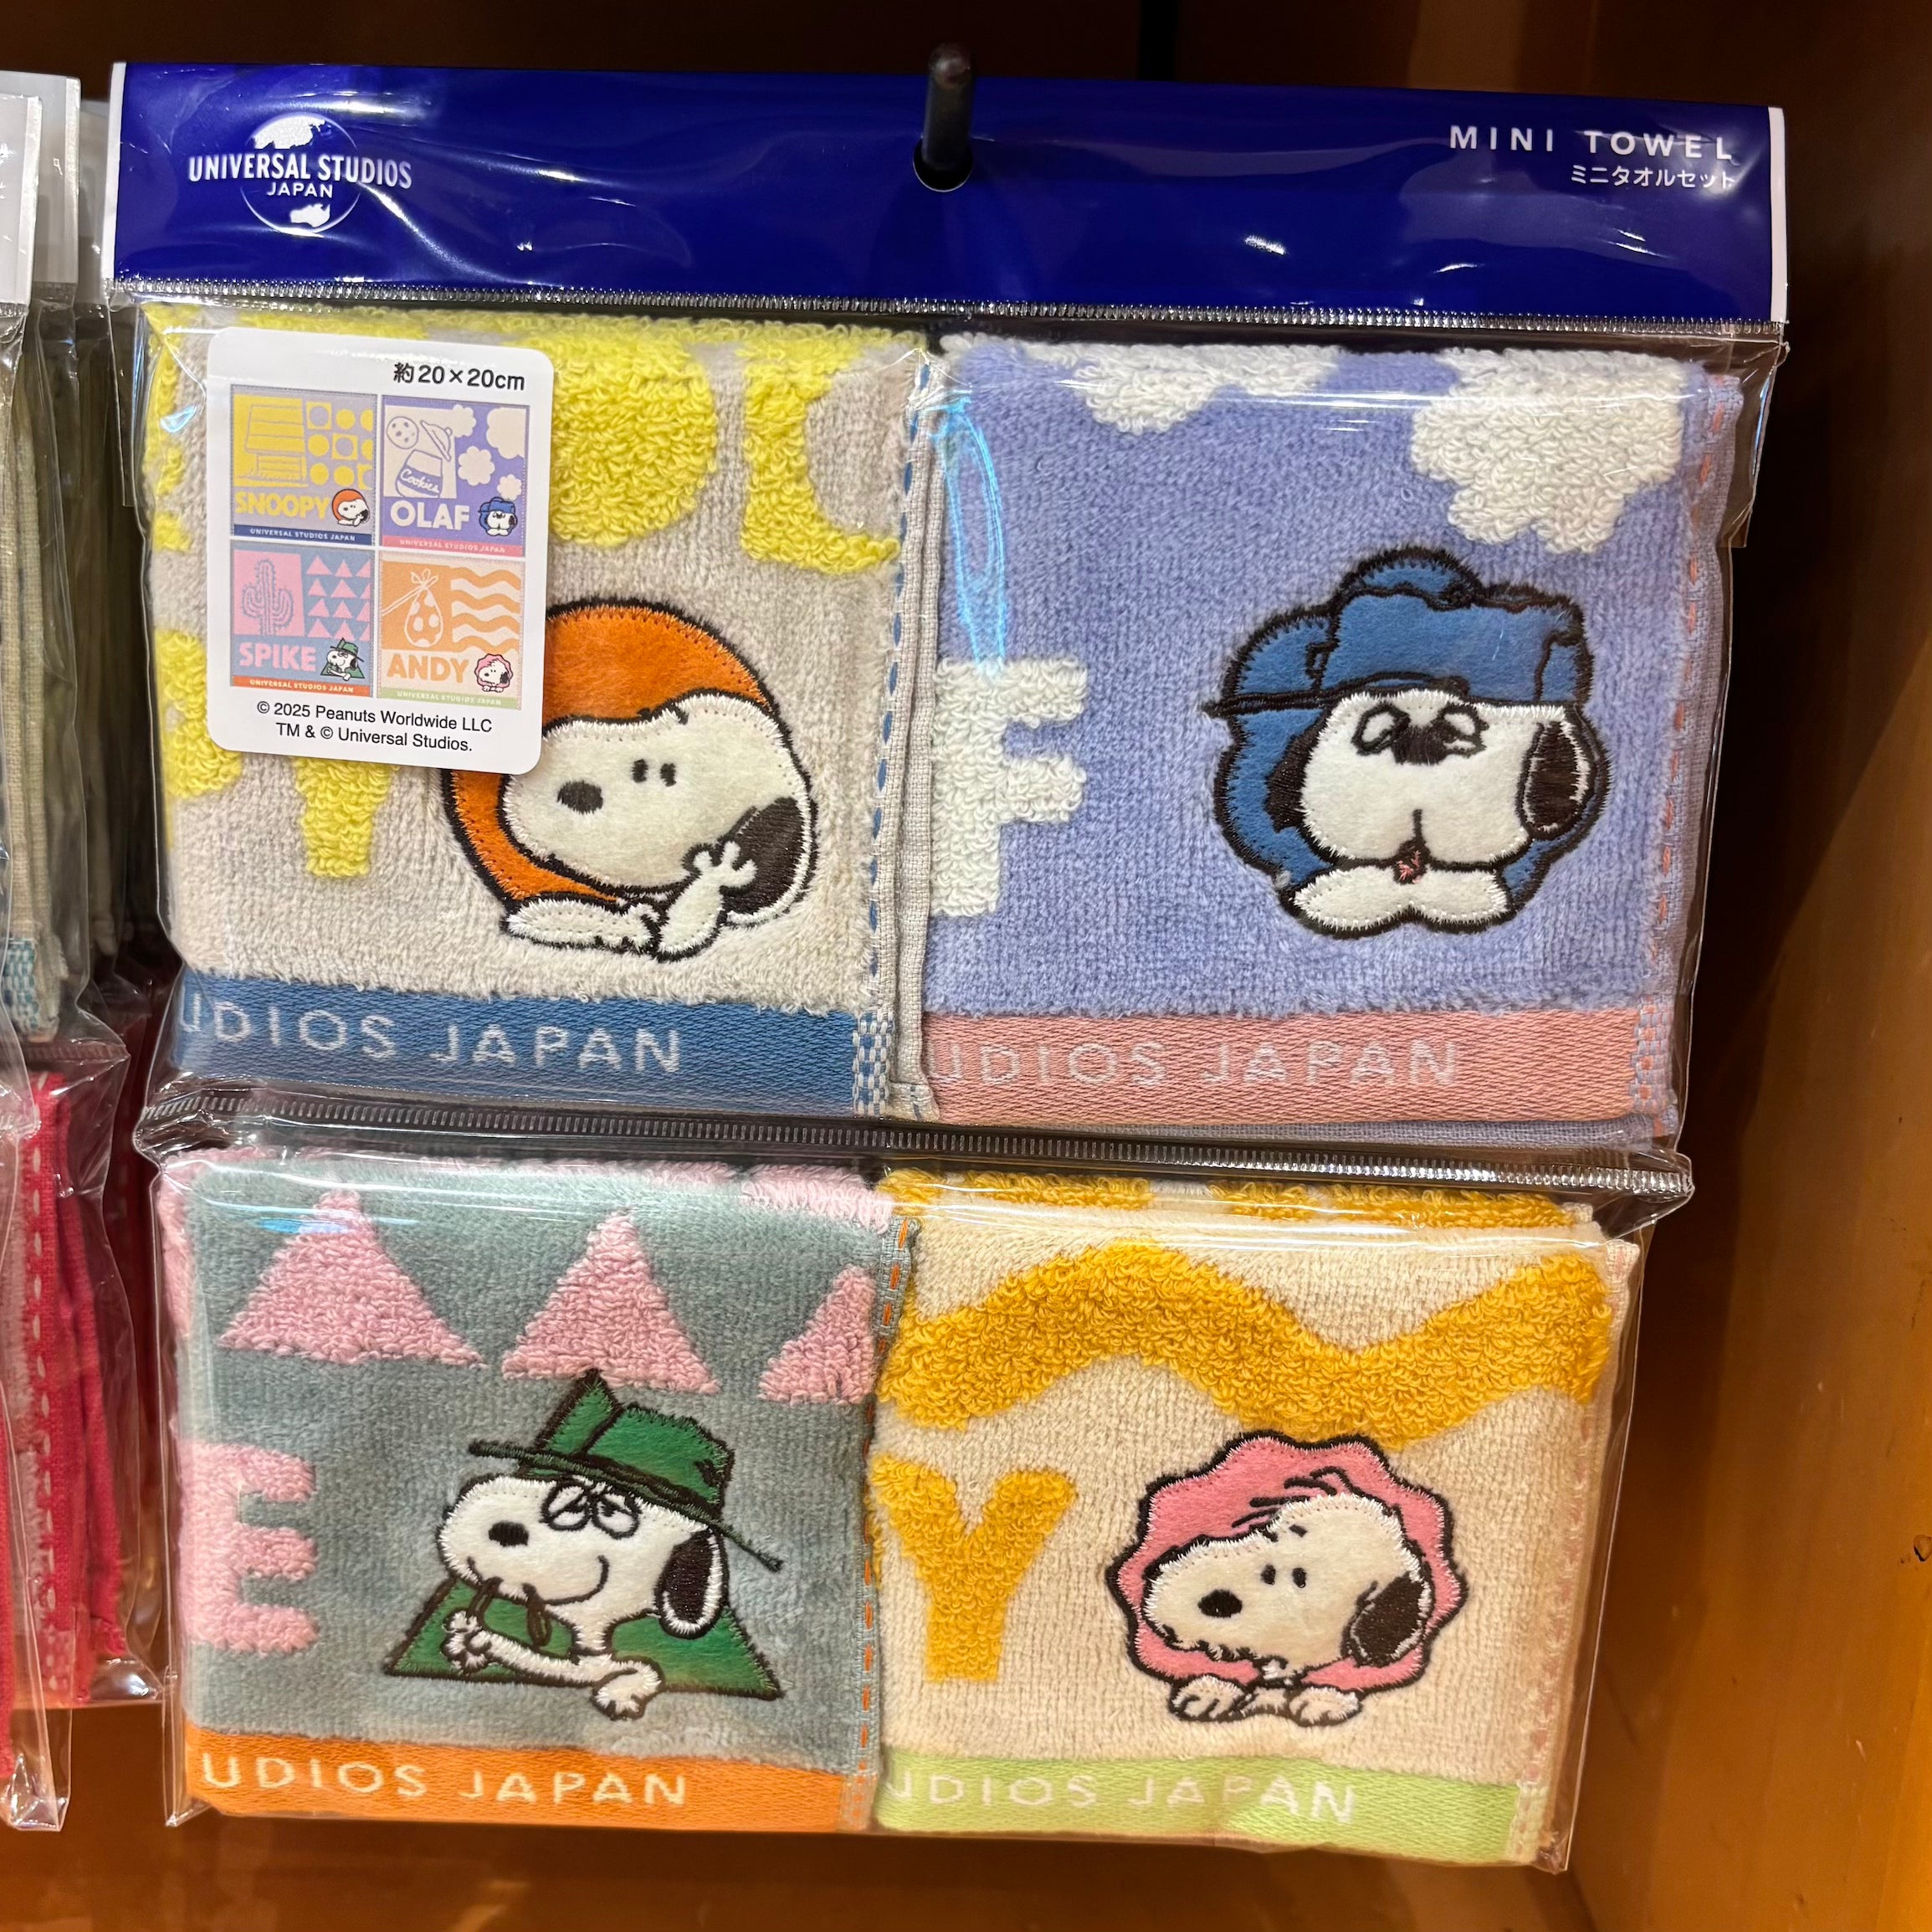 UNIVERSAL STUDIOS
JAPAN
MINI TOWEL
ミニタオルセット
約20×20cm
SNOOPY
UNIVERSAL STUDIOS JAPAN
Cookies
OLAF
UNIVERSAL STUDIOS JAPAN
SPIKE
UNIVERSAL STUDIOS JAPAN
ANDY
UNIVERSAL STUDIOS JAPAN
© 2025 Peanuts Worldwide LLC
TM & © Universal Studios.
Y
UDIOS JAPAN
F
UDIOS JAPAN
E
UDIOS JAPAN
Y
UDIOS JAPAN